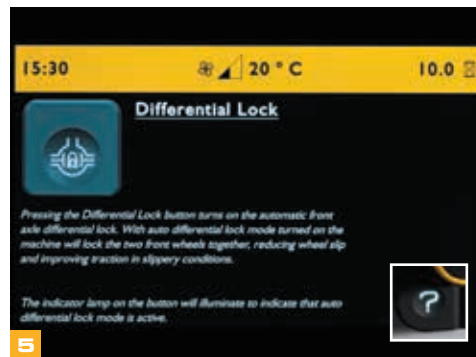 15:30 20 ° C 10.0
Differential Lock
Pressing the Differential Lock button turns on the automatic front
axle differential lock. With auto differential lock mode turned on the
machine will lock the two front wheels together, reducing wheel slip
and improving traction in slippery conditions.
The indicator lamp on the button will illuminate to indicate that auto
differential lock mode is active.
?
5